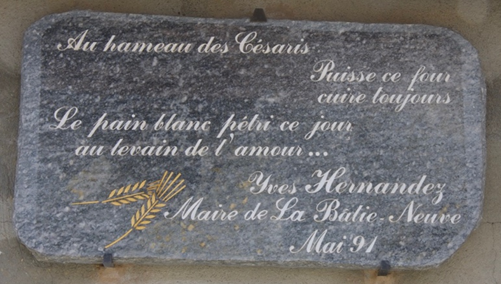 Au hameau des Césaris
Puisse ce four
cuire toujours
Le pain blanc pétri ce jour
au levain de l'amour...
Yves Hernandez
Maire de La Bâtie-Neuve
Mai 91